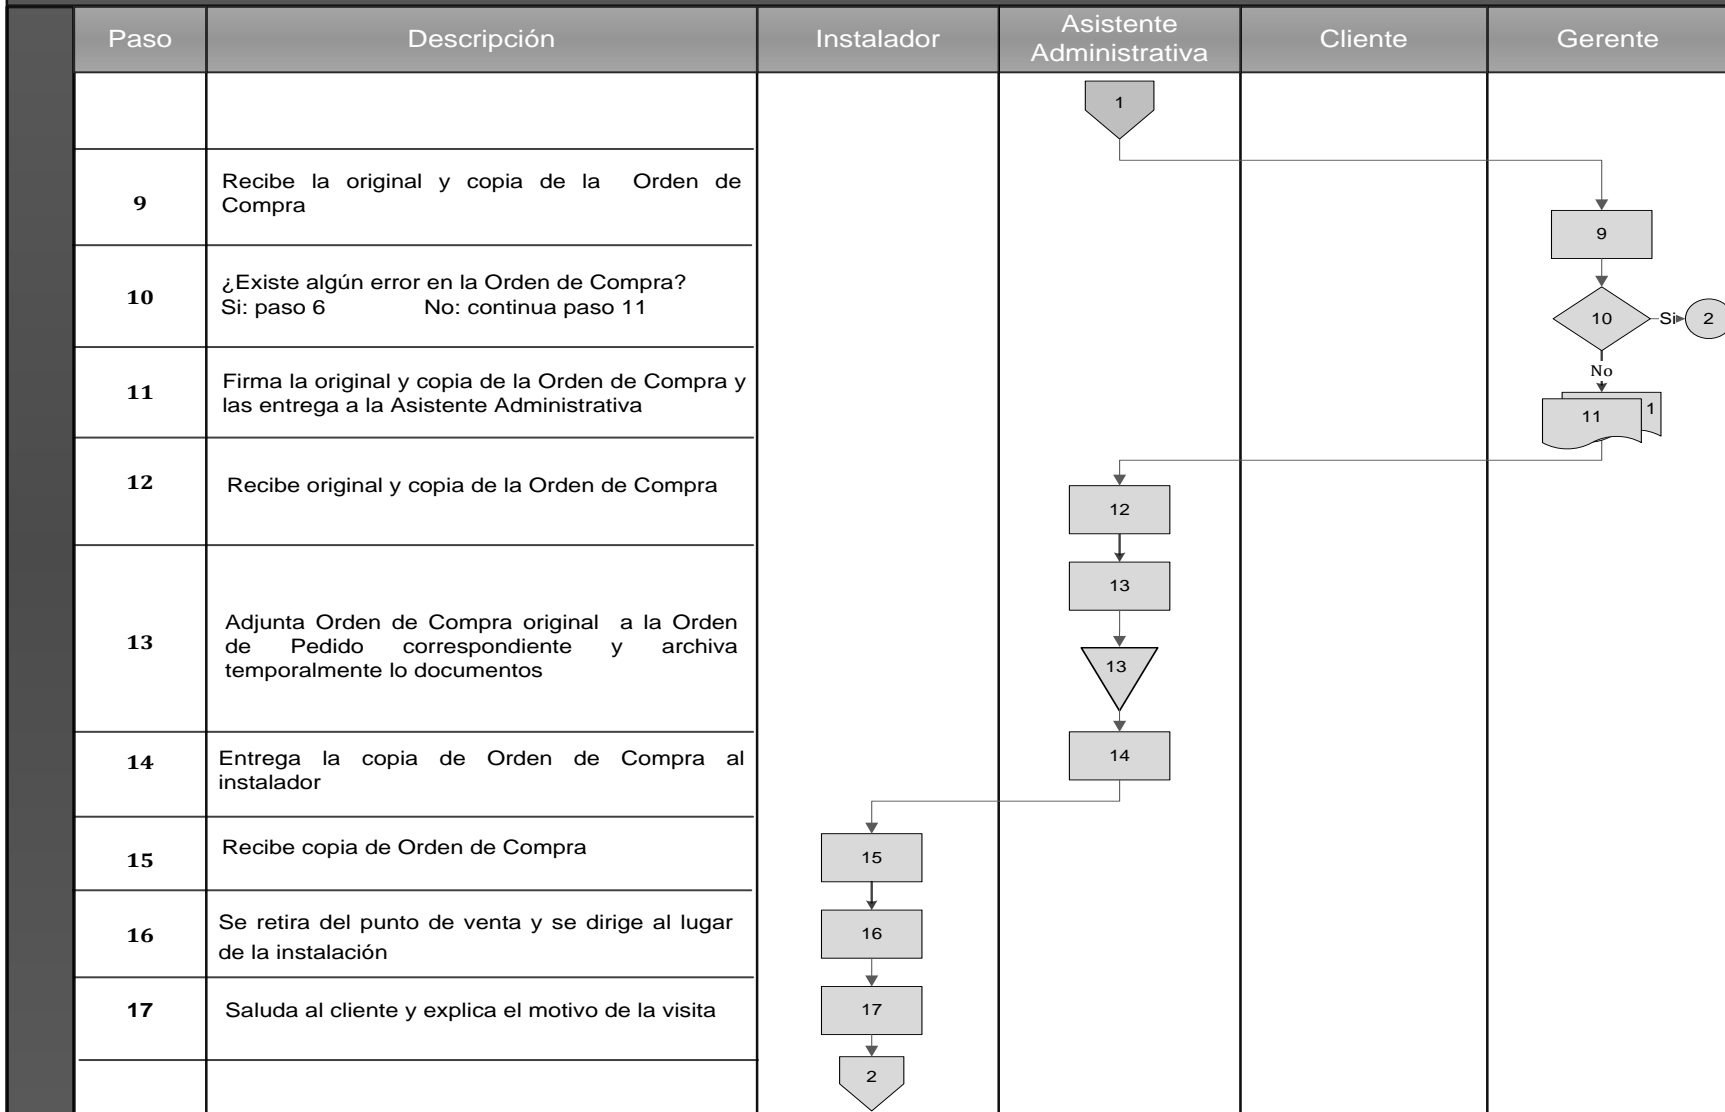 Paso
Descripción
Instalador
Asistente
Administrativa
Cliente
Gerente
1
9
Recibe la original y copia de la Orden de
Compra
9
10
¿Existe algún error en la Orden de Compra?
Si: paso 6 No: continua paso 11
10
Si
2
No
11
Firma la original y copia de la Orden de Compra y
las entrega a la Asistente Administrativa
11
1
12
Recibe original y copia de la Orden de Compra
12
13
13
Adjunta Orden de Compra original a la Orden
de Pedido correspondiente y archiva
temporalmente lo documentos
13
14
Entrega la copia de Orden de Compra al
instalador
14
15
Recibe copia de Orden de Compra
15
16
Se retira del punto de venta y se dirige al lugar
de la instalación
16
17
Saluda al cliente y explica el motivo de la visita
17
2